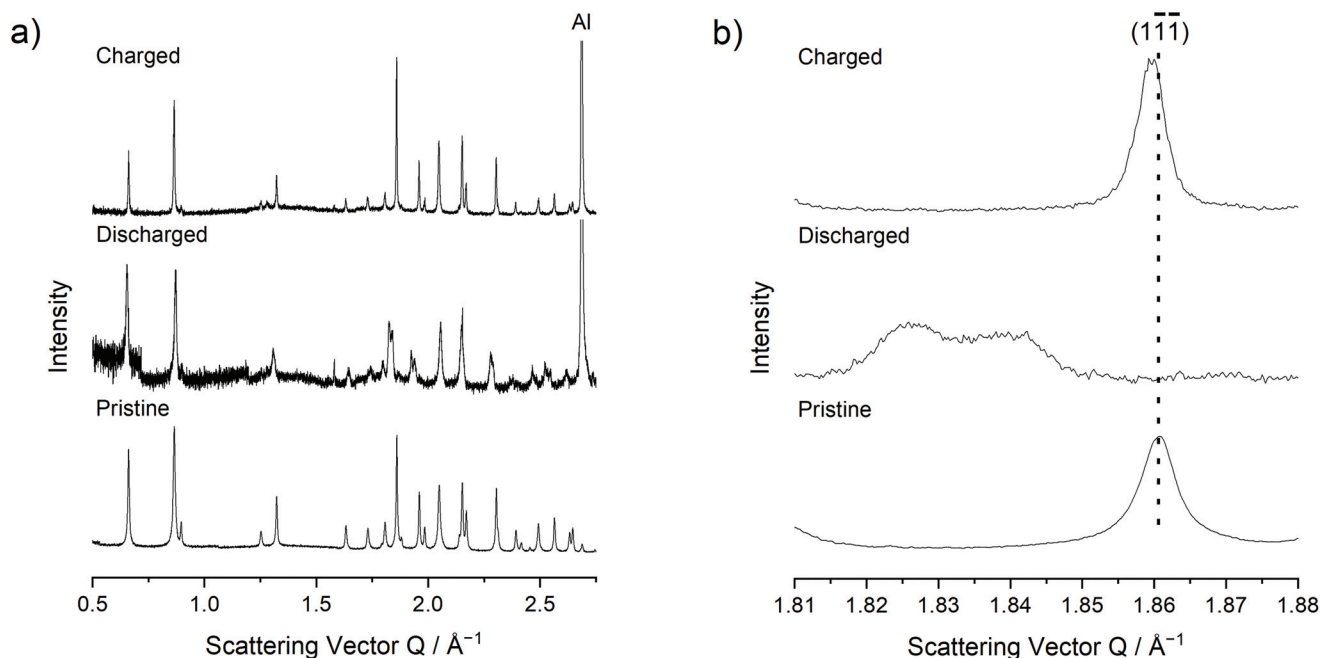 a)
Al
Charged
Discharged
Pristine
Intensity
0.5 1.0 1.5 2.0 2.5
Scattering Vector Q / Å⁻¹
b)
(11̅1̅)
Charged
Discharged
Pristine
Intensity
1.81 1.82 1.83 1.84 1.85 1.86 1.87 1.88
Scattering Vector Q / Å⁻¹